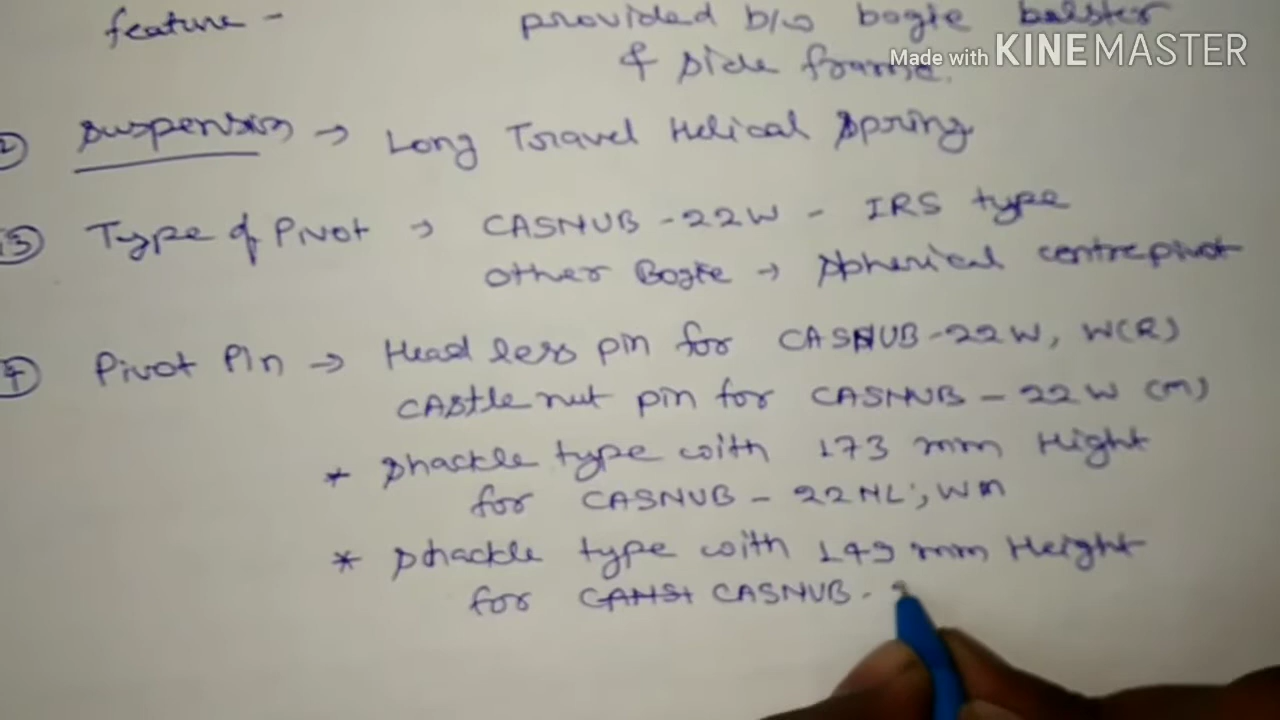 feature - provided b/w bogie bolster
& side frame.
Made with KINEMASTER
2 Suspension → Long Travel Helical Spring
13 Type of Pivot → CASNUB - 22W - IRS type
other Bogie → Spherical centre pivot
Pivot Pin → Head less pin for CASNUB-22W, W(R)
CAStle nut pin for CASNUB - 22W (M)
* Shackle type with 173 mm Hight
for CASNUB - 22NL, WM
* Shackle type with 149 mm Height
for CASNUB -